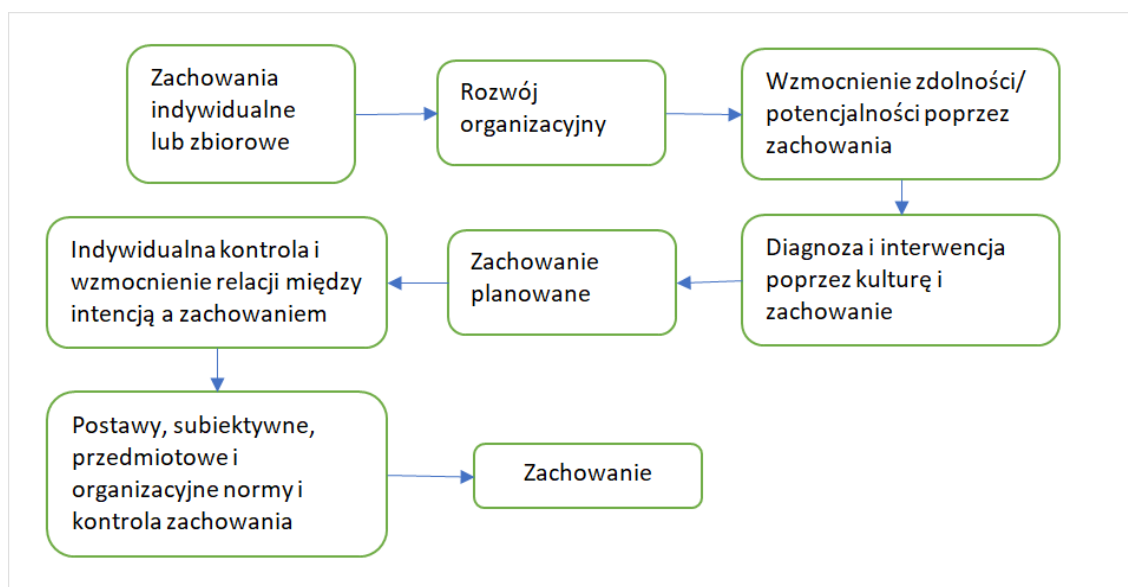 Zachowania
indywidualne
lub zbiorowe
Rozwój
organizacyjny
Wzmocnienie zdolności/
potencjalności poprzez
zachowania
Diagnoza i interwencja
poprzez kulturę i
zachowanie
Zachowanie
planowane
Indywidualna kontrola i
wzmocnienie relacji między
intencją a zachowaniem
Postawy, subiektywne,
przedmiotowe i
organizacyjne normy i
kontrola zachowania
Zachowanie